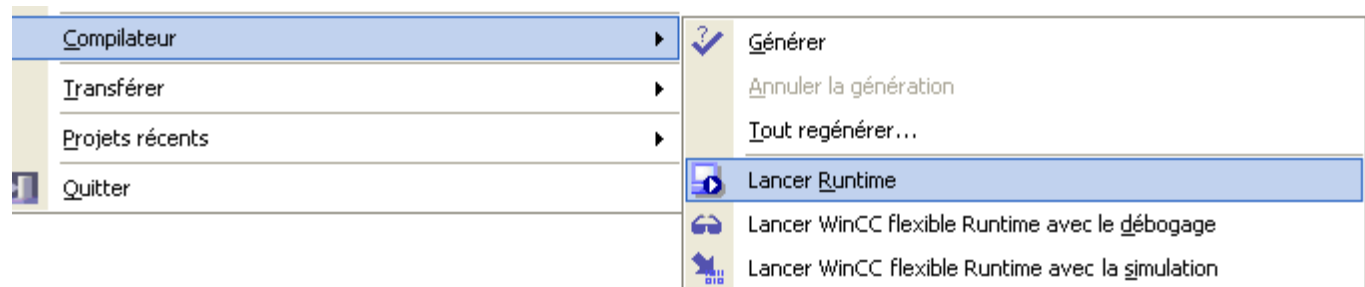 Compilateur
Transférer
Projets récents
Quitter
Générer
Annuler la génération
Tout regénérer...
Lancer Runtime
Lancer WinCC flexible Runtime avec le débogage
Lancer WinCC flexible Runtime avec la simulation